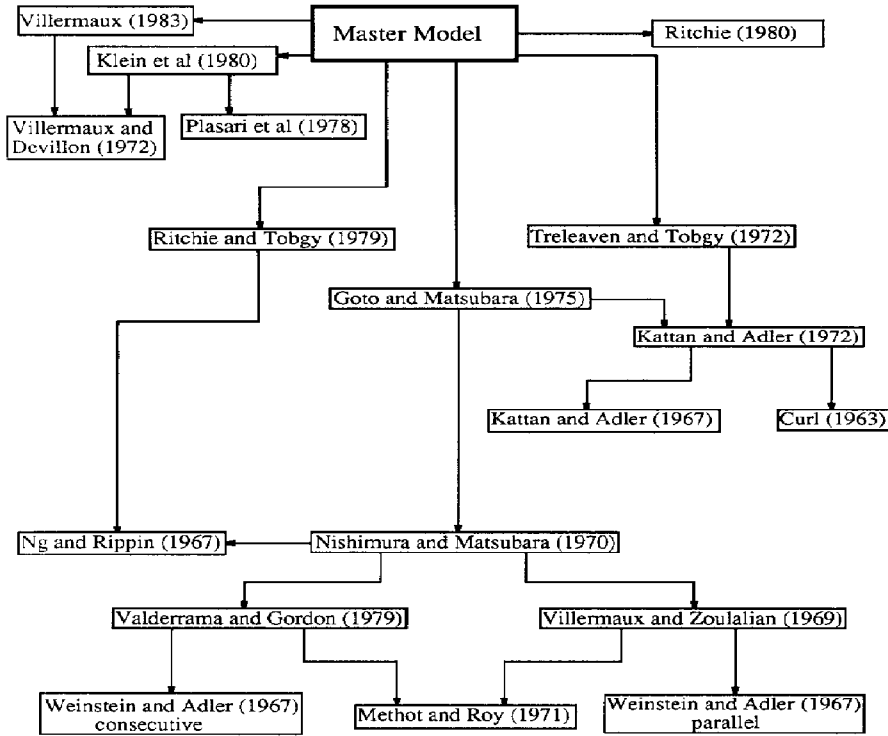 Villermaux (1983)
Master Model
Ritchie (1980)
Klein et al (1980)
Villermaux and
Devillon (1972)
Plasari et al (1978)
Ritchie and Tobgy (1979)
Treleaven and Tobgy (1972)
Goto and Matsubara (1975)
Kattan and Adler (1972)
Kattan and Adler (1967)
Curl (1963)
Ng and Rippin (1967)
Nishimura and Matsubara (1970)
Valderrama and Gordon (1979)
Villermaux and Zoulalian (1969)
Weinstein and Adler (1967)
consecutive
Methot and Roy (1971)
Weinstein and Adler (1967)
parallel